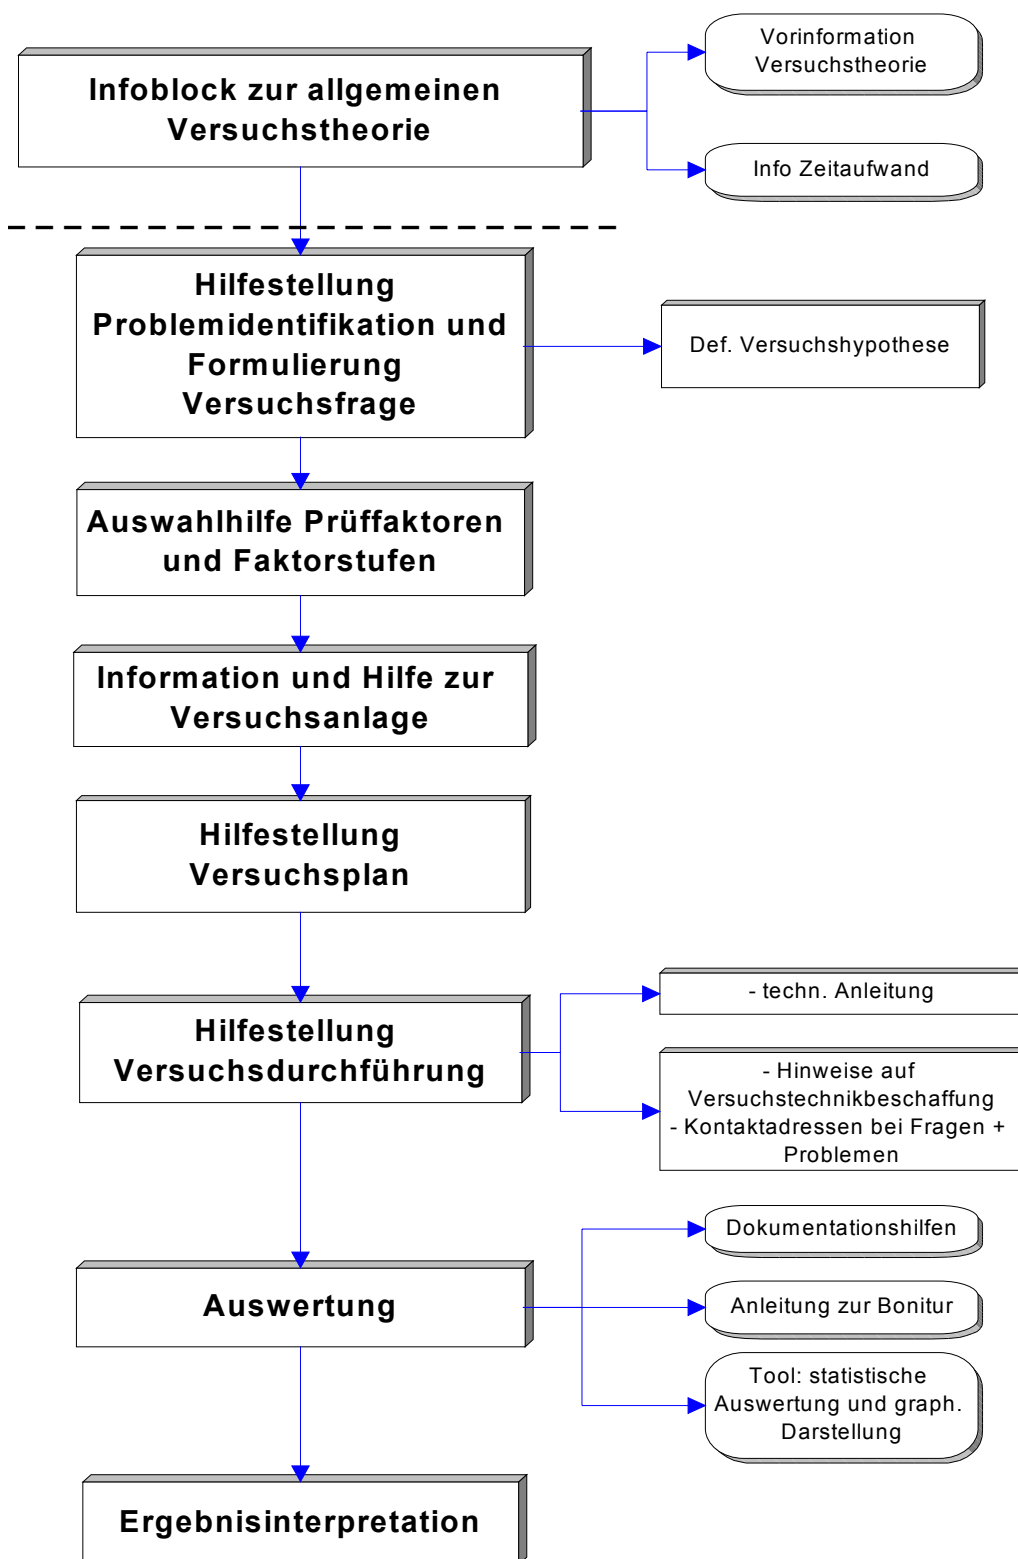 Infoblock zur allgemeinen
Versuchstheorie
Vorinformation
Versuchstheorie
Info Zeitaufwand
Hilfestellung
Problemidentifikation und
Formulierung
Versuchsfrage
Def. Versuchshypothese
Auswahlhilfe Prüffaktoren
und Faktorstufen
Information und Hilfe zur
Versuchsanlage
Hilfestellung
Versuchsplan
Hilfestellung
Versuchsdurchführung
- techn. Anleitung
- Hinweise auf
Versuchstechnikbeschaffung
- Kontaktadressen bei Fragen +
Problemen
Auswertung
Dokumentationshilfen
Anleitung zur Bonitur
Tool: statistische
Auswertung und graph.
Darstellung
Ergebnisinterpretation